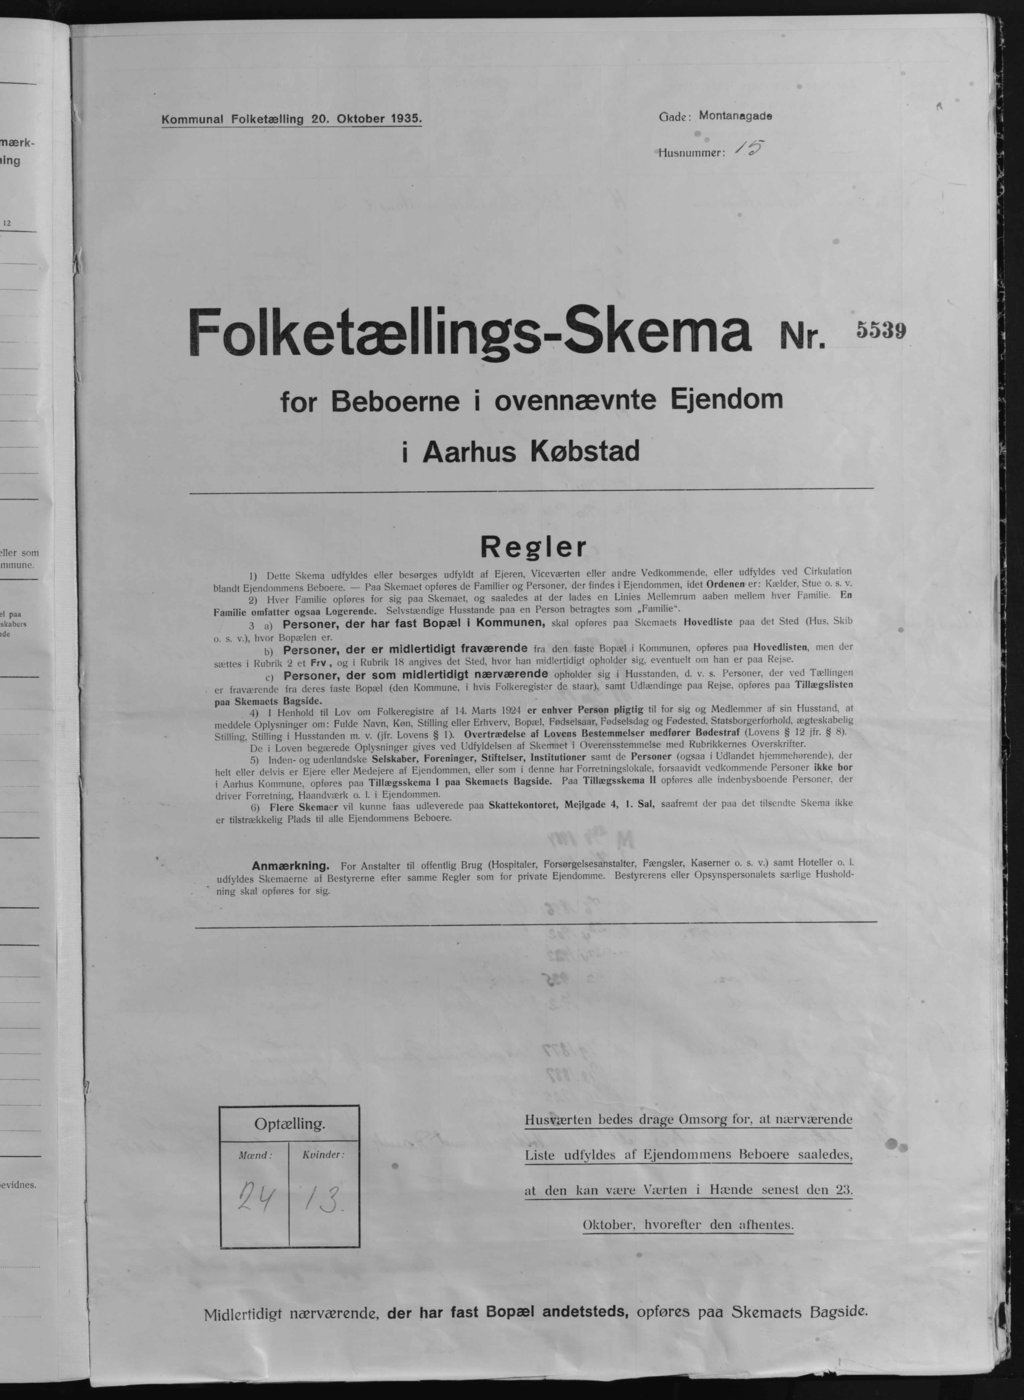 mærk-
ing
12
eller som
mmune.
el paa
skabers
de
evidnes.
Kommunal Folketælling 20. Oktober 1935.
Gade: Montanagade
Husnummer: 15
Folketællings-Skema Nr. 5539
for Beboerne i ovennævnte Ejendom
i Aarhus Købstad
Regler
1) Dette Skema udfyldes eller besørges udfyldt af Ejeren, Viceværten eller andre Vedkommende, eller udfyldes ved Cirkulation
blandt Ejendommens Beboere. — Paa Skemaet opføres de Familier og Personer, der findes i Ejendommen, idet Ordenen er: Kælder, Stue o. s. v.
2) Hver Familie opføres for sig paa Skemaet, og saaledes at der lades en Linies Mellemrum aaben mellem hver Familie. En
Familie omfatter ogsaa Logerende. Selvstændige Husstande paa en Person betragtes som „Familie“.
3 a) Personer, der har fast Bopæl i Kommunen, skal opføres paa Skemaets Hovedliste paa det Sted (Hus, Skib
o. s. v.), hvor Bopælen er.
b) Personer, der er midlertidigt fraværende fra den faste Bopæl i Kommunen, opføres paa Hovedlisten, men der
sættes i Rubrik 2 et Frv, og i Rubrik 18 angives det Sted, hvor han midlertidigt opholder sig, eventuelt om han er paa Rejse.
c) Personer, der som midlertidigt nærværende opholder sig i Husstanden, d. v. s. Personer, der ved Tællingen
er fraværende fra deres faste Bopæl (den Kommune, i hvis Folkeregister de staar), samt Udlændinge paa Rejse, opføres paa Tillægslisten
paa Skemaets Bagside.
4) I Henhold til Lov om Folkeregistre af 14. Marts 1924 er enhver Person pligtig til for sig og Medlemmer af sin Husstand, at
meddele Oplysninger om: Fulde Navn, Køn, Stilling eller Erhverv, Bopæl, Fødselsaar, Fødselsdag og Fødested, Statsborgerforhold, ægteskabelig
Stilling, Stilling i Husstanden m. v. (jfr. Lovens § 1). Overtrædelse af Lovens Bestemmelser medfører Bødestraf (Lovens § 12 jfr. § 8).
De i Loven begærede Oplysninger gives ved Udfyldelsen af Skemaet i Overensstemmelse med Rubrikkernes Overskrifter.
5) Inden- og udenlandske Selskaber, Foreninger, Stiftelser, Institutioner samt de Personer (ogsaa i Udlandet hjemmehørende), der
helt eller delvis er Ejere eller Medejere af Ejendommen, eller som i denne har Forretningslokale, forsaavidt vedkommende Personer ikke bor
i Aarhus Kommune, opføres paa Tillægsskema I paa Skemaets Bagside. Paa Tillægsskema II opføres alle indenbysboende Personer, der
driver Forretning, Haandværk o. l. i Ejendommen.
6) Flere Skemaer vil kunne faas udleverede paa Skattekontoret, Mejlgade 4, 1. Sal, saafremt der paa det tilsendte Skema ikke
er tilstrækkelig Plads til alle Ejendommens Beboere.
Anmærkning. For Anstalter til offentlig Brug (Hospitaler, Forsørgelsesanstalter, Fængsler, Kaserner o. s. v.) samt Hoteller o. l.
udfyldes Skemaerne af Bestyrerne efter samme Regler som for private Ejendomme. Bestyrerens eller Opsynspersonalets særlige Hushold-
ning skal opføres for sig.
Optælling.
Mænd: Kvinder:
24 13.
Husværten bedes drage Omsorg for, at nærværende
Liste udfyldes af Ejendommens Beboere saaledes,
at den kan være Værten i Hænde senest den 23.
Oktober, hvorefter den afhentes.
Midlertidigt nærværende, der har fast Bopæl andetsteds, opføres paa Skemaets Bagside.